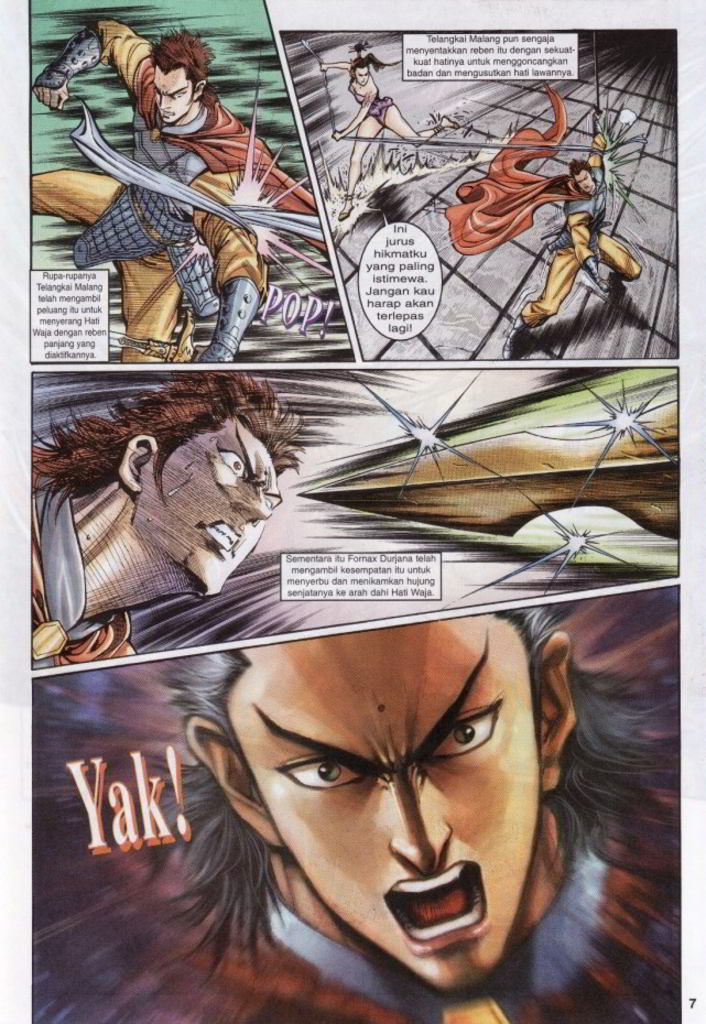 Rupa-rupanya
Telangkai Malang
telah mengambil
peluang itu untuk
menyerang Hati
Waja dengan reben
panjang yang
diaktifkannya.
POP!
Telangkai Malang pun sengaja
menyentakkan reben itu dengan sekuat-
kuat hatinya untuk menggoncangkan
badan dan mengusutkan hati lawannya.
Ini
jurus
hikmatku
yang paling
istimewa.
Jangan kau
harap akan
terlepas
lagi!
Sementara itu Fornax Durjana telah
mengambil kesempatan itu untuk
menyerbu dan menikamkan hujung
senjatanya ke arah dahi Hati Waja.
Yak!
7